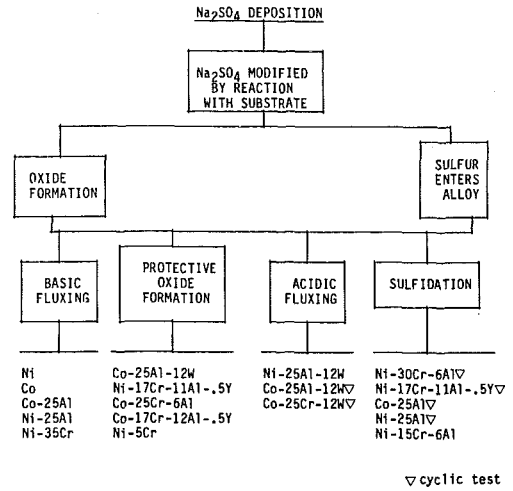 Na2SO4 DEPOSITION
Na2SO4 MODIFIED
BY REACTION
WITH SUBSTRATE
OXIDE
FORMATION
SULFUR
ENTERS
ALLOY
BASIC
FLUXING
PROTECTIVE
OXIDE
FORMATION
ACIDIC
FLUXING
SULFIDATION
Ni
Co
Co-25Al
Ni-25Al
Ni-35Cr
Co-25Al-12W
Ni-17Cr-11Al-.5Y
Co-25Cr-6Al
Co-17Cr-12Al-.5Y
Ni-5Cr
Ni-25Al-12W
Co-25Al-12W▽
Co-25Cr-12W▽
Ni-30Cr-6Al▽
Ni-17Cr-11Al-.5Y▽
Co-25Al▽
Ni-25Al▽
Ni-15Cr-6Al
▽ cyclic test